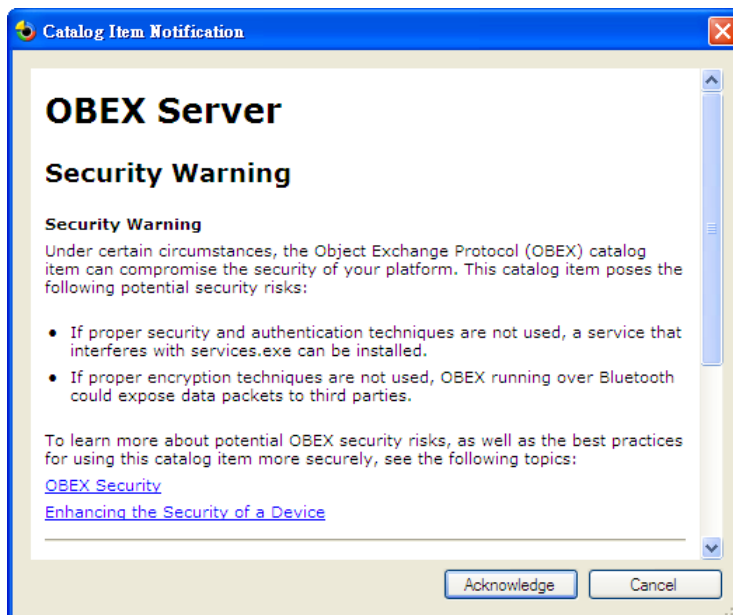 Catalog Item Notification
OBEX Server
Security Warning
Security Warning
Under certain circumstances, the Object Exchange Protocol (OBEX) catalog
item can compromise the security of your platform. This catalog item poses the
following potential security risks:
• If proper security and authentication techniques are not used, a service that
interferes with services.exe can be installed.
• If proper encryption techniques are not used, OBEX running over Bluetooth
could expose data packets to third parties.
To learn more about potential OBEX security risks, as well as the best practices
for using this catalog item more securely, see the following topics:
OBEX Security
Enhancing the Security of a Device
Acknowledge
Cancel